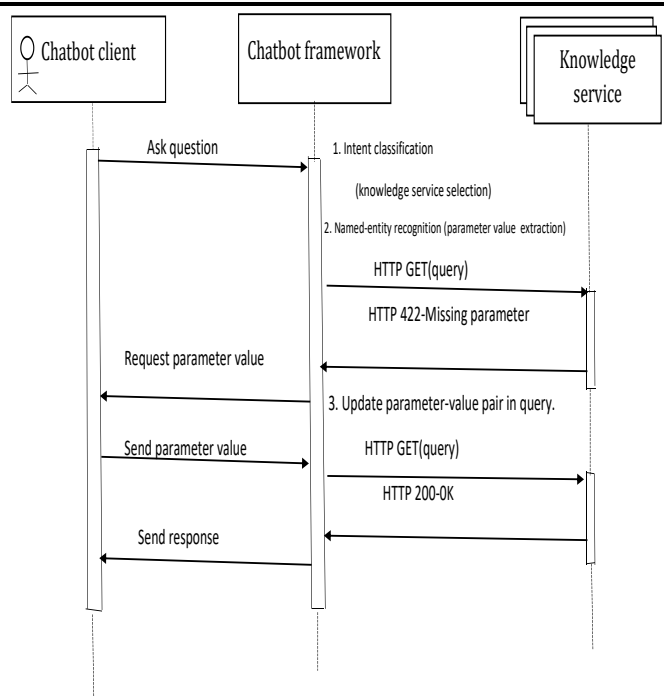 Chatbot client
Chatbot framework
Knowledge
service
Ask question
1. Intent classification
(knowledge service selection)
2. Named-entity recognition (parameter value extraction)
HTTP GET(query)
HTTP 422-Missing parameter
Request parameter value
3. Update parameter-value pair in query.
Send parameter value
HTTP GET(query)
HTTP 200-0K
Send response